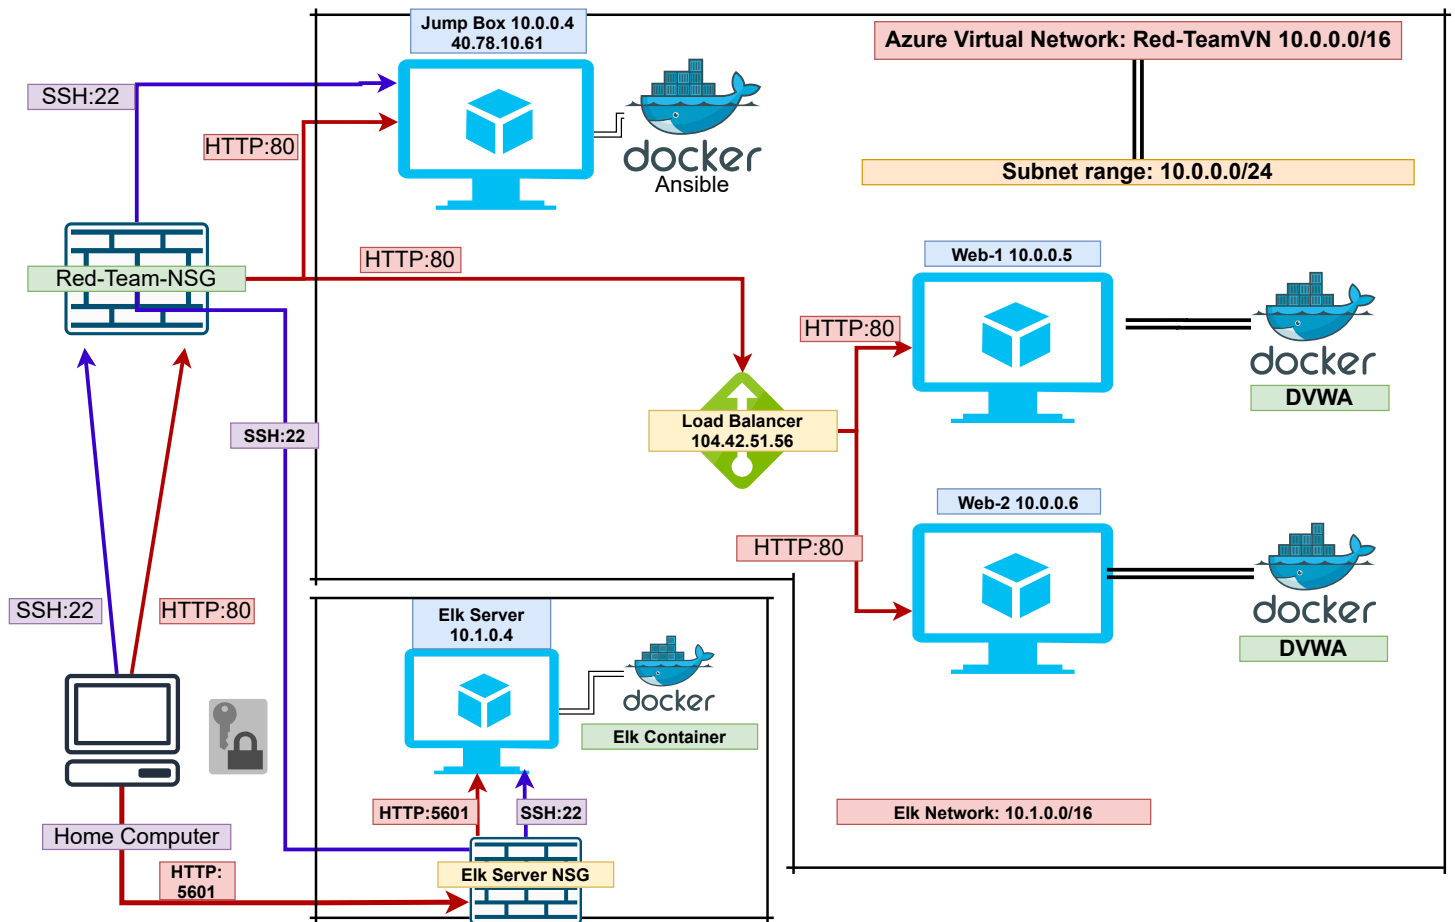 Jump Box 10.0.0.4
40.78.10.61
Azure Virtual Network: Red-TeamVN 10.0.0.0/16
SSH:22
HTTP:80
docker
Ansible
Subnet range: 10.0.0.0/24
Red-Team-NSG
HTTP:80
Web-1 10.0.0.5
HTTP:80
docker
DVWA
Load Balancer
104.42.51.56
SSH:22
Web-2 10.0.0.6
HTTP:80
docker
DVWA
SSH:22
HTTP:80
Elk Server
10.1.0.4
docker
Elk Container
HTTP:5601
SSH:22
Elk Network: 10.1.0.0/16
Home Computer
HTTP:
5601
Elk Server NSG